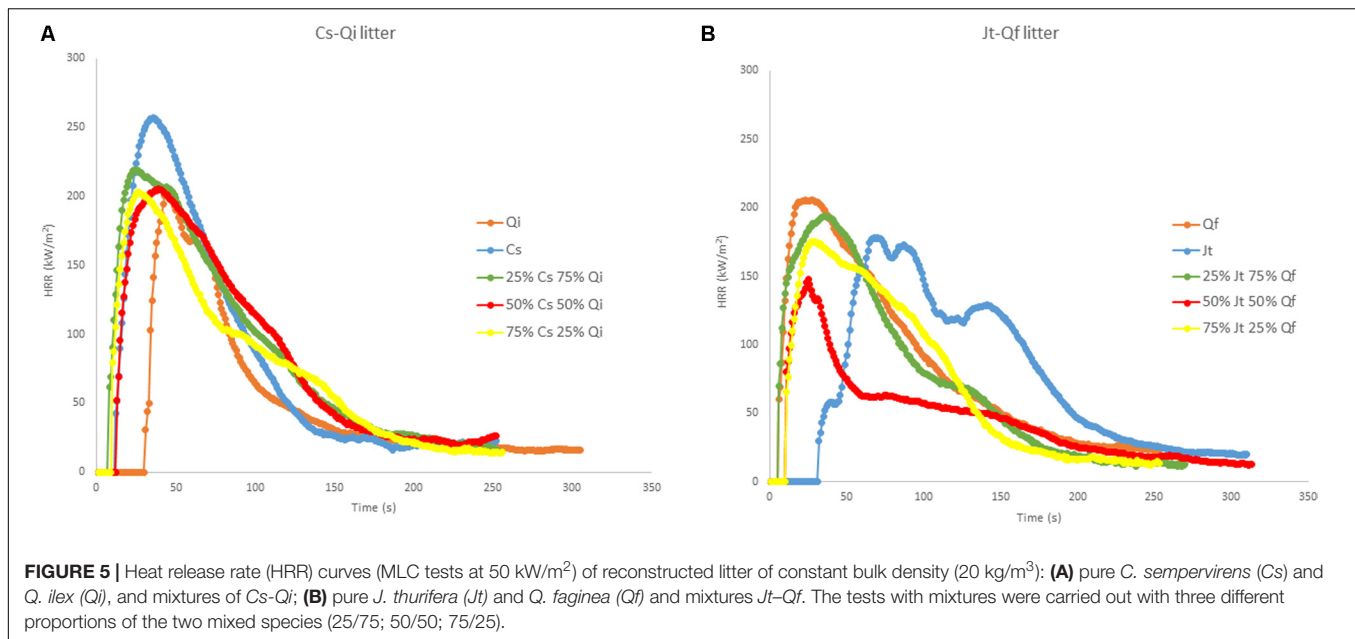 A
Cs-Qi litter
300
250
200
150
100
50
0
HRR (kW/m²)
0 50 100 150 200 250 300 350
Time (s)
Qi
Cs
25% Cs 75% Qi
50% Cs 50% Qi
75% Cs 25% Qi
B
Jt-Qf litter
300
250
200
150
100
50
0
HRR (kW/m²)
0 50 100 150 200 250 300 350
Time (s)
Qf
Jt
25% Jt 75% Qf
50% Jt 50% Qf
75% Jt 25% Qf
FIGURE 5 | Heat release rate (HRR) curves (MLC tests at 50 kW/m²) of reconstructed litter of constant bulk density (20 kg/m³): (A) pure C. sempervirens (Cs) and
Q. ilex (Qi), and mixtures of Cs-Qi; (B) pure J. thurifera (Jt) and Q. faginea (Qf) and mixtures Jt–Qf. The tests with mixtures were carried out with three different
proportions of the two mixed species (25/75; 50/50; 75/25).